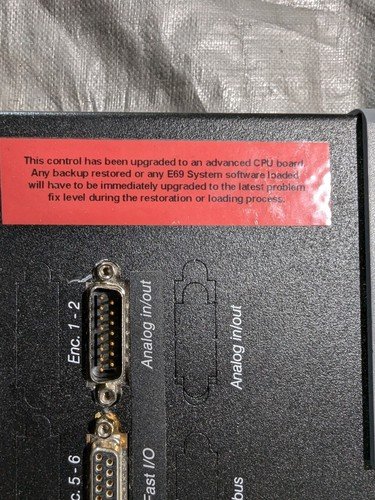 This control has been upgraded to an advanced CPU board.
Any backup restored or any E69 System software loaded
will have to be immediately upgraded to the latest problem
fix level during the restoration or loading process.
Enc. 1 - 2
Analog in/out
Analog in/out
c. 5 - 6
Fast I/O
bus